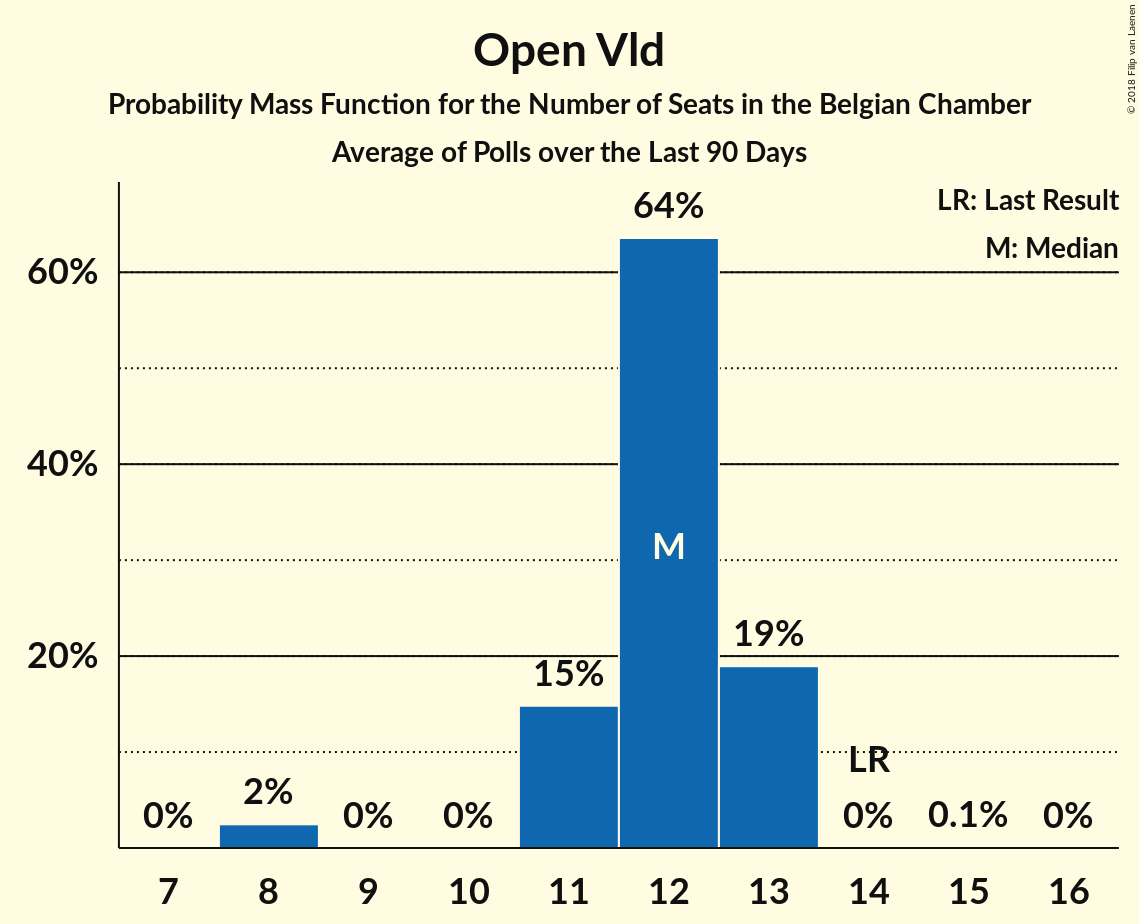 Open Vld
Probability Mass Function for the Number of Seats in the Belgian Chamber
Average of Polls over the Last 90 Days
© 2018 Filip van Laenen
LR: Last Result
M: Median
60%
40%
20%
0%
2%
0%
0%
15%
64%
M
19%
LR
0%
0.1%
0%
7 8 9 10 11 12 13 14 15 16